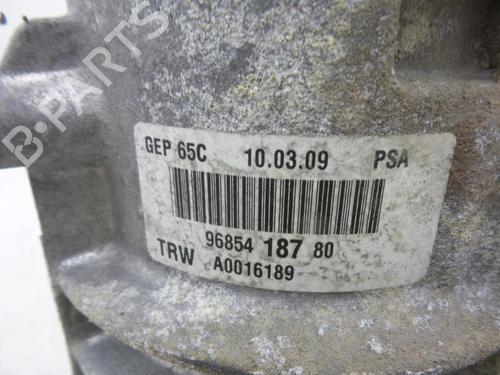 B-PARTS
GEP 65C 10.03.09 PSA
96854 187 80
TRW A0016189